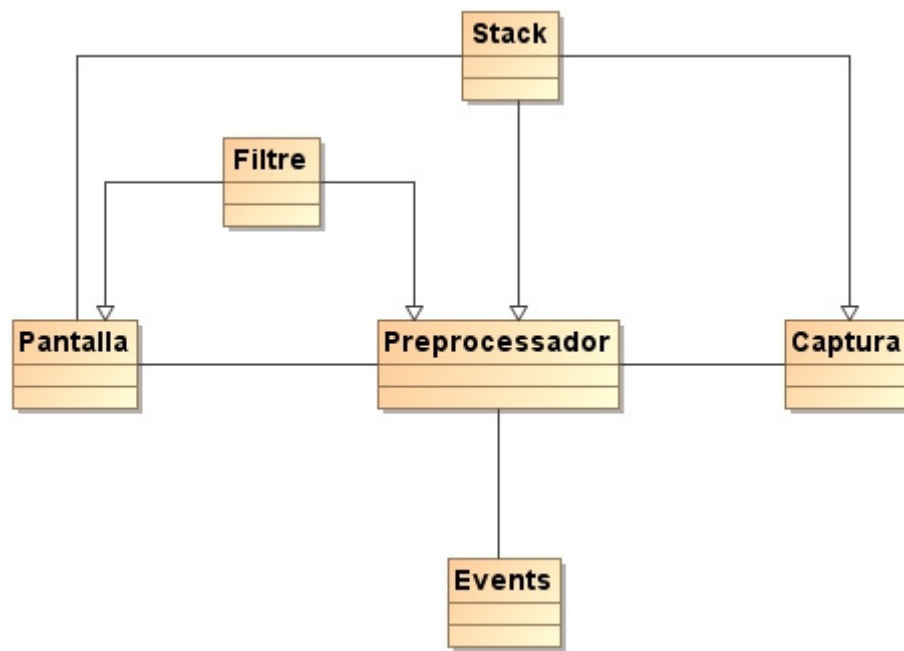 Stack
Filtre
Pantalla
Preprocessador
Captura
Events